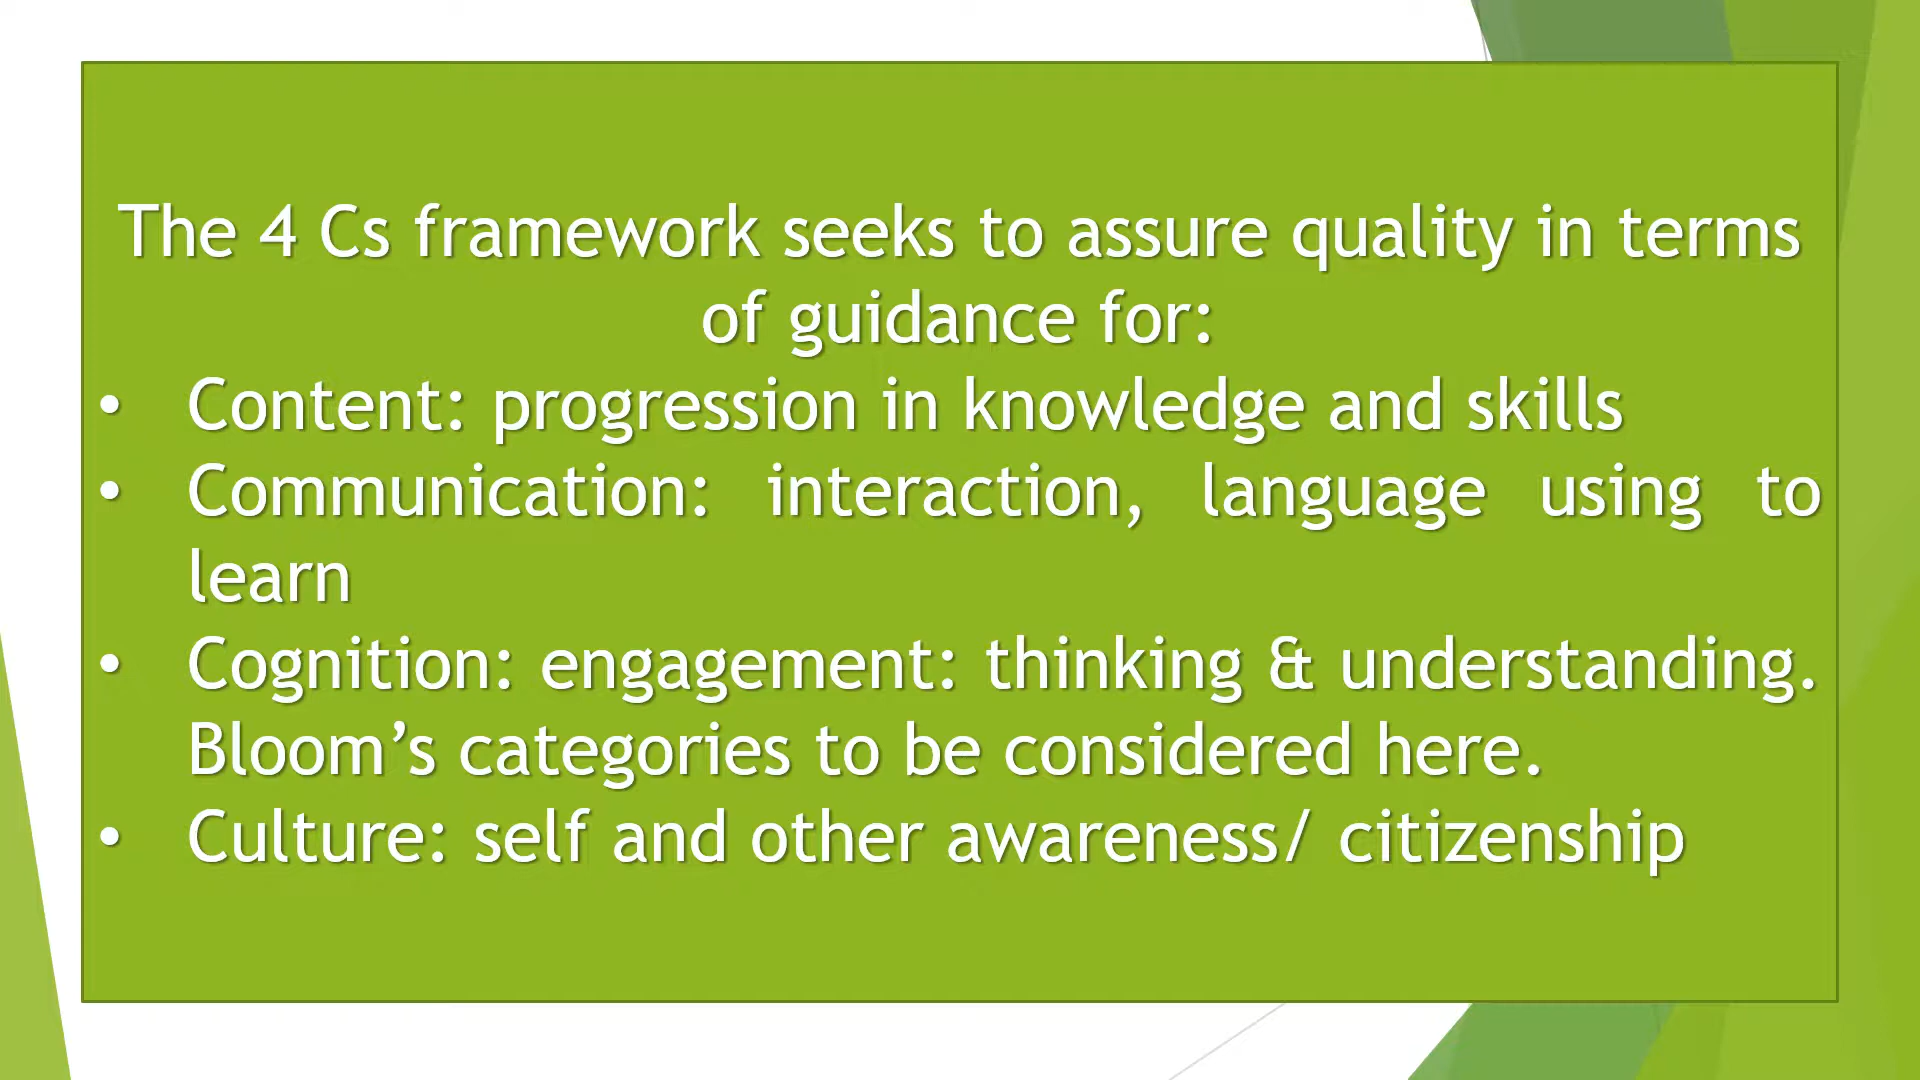 The 4 Cs framework seeks to assure quality in terms
of guidance for:
• Content: progression in knowledge and skills
• Communication: interaction, language using to
learn
• Cognition: engagement: thinking & understanding.
Bloom’s categories to be considered here.
• Culture: self and other awareness/ citizenship